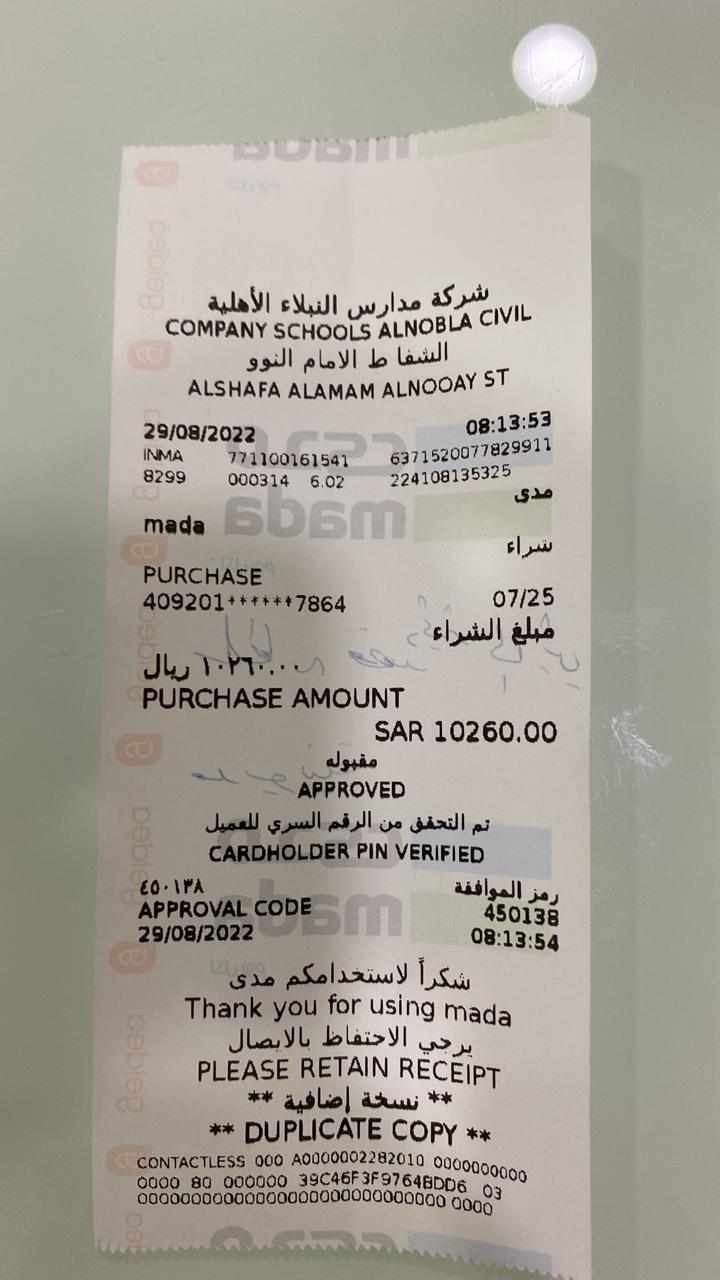 شركة مدارس النبلاء الأهلية
COMPANY SCHOOLS ALNOBLA CIVIL
الشفا ط الامام النوو
ALSHAFA ALAMAM ALNOOAY ST
29/08/2022 08:13:53
INMA 771100161541 6371520077829911
8299 000314 6.02 224108135325
مدى
mada
شراء
PURCHASE
409201******7864 07/25
مبلغ الشراء
١٠٢٦٠.٠٠ ريال
PURCHASE AMOUNT
SAR 10260.00
مقبوله
APPROVED
تم التحقق من الرقم السري للعميل
CARDHOLDER PIN VERIFIED
رمز الموافقة ٤٥٠١٣٨
APPROVAL CODE 450138
29/08/2022 08:13:54
شكراً لاستخدامكم مدى
Thank you for using mada
يرجي الاحتفاظ بالايصال
PLEASE RETAIN RECEIPT
** نسخة إضافية **
** DUPLICATE COPY **
CONTACTLESS 000 A0000002282010 0000000000
0000 80 000000 39C46F3F9764BDD6 03
00000000000000000000000000000000 0000